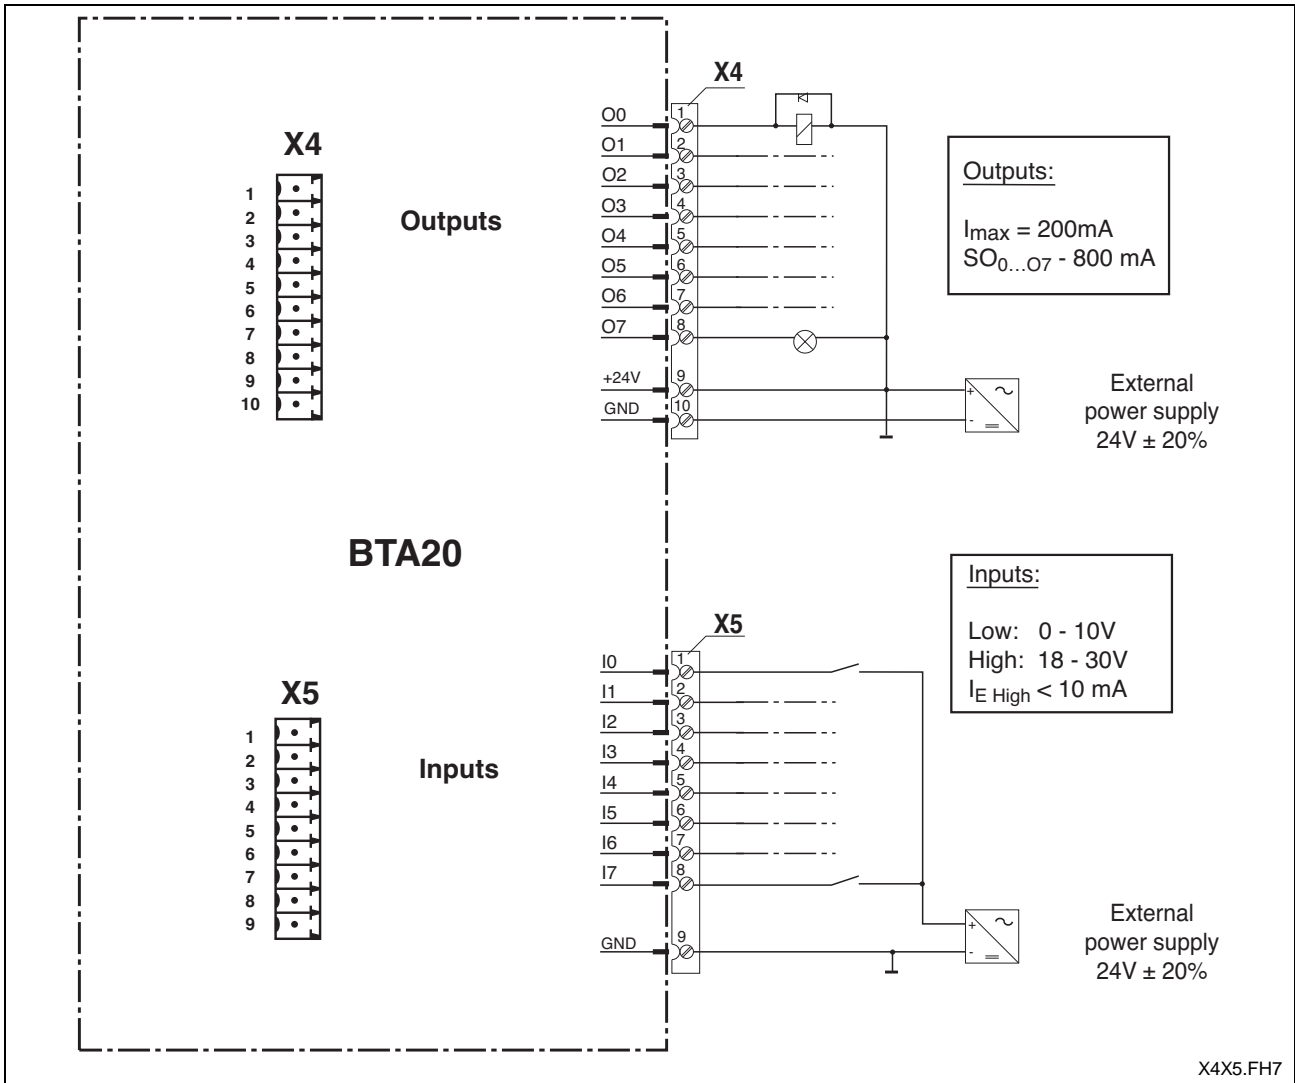 X4
1
2
3
4
5
6
7
8
9
10
Outputs
X4
O0 1
O1 2
O2 3
O3 4
O4 5
O5 6
O6 7
O7 8
+24V 9
GND 10
+
-
Outputs:
Imax = 200mA
SO0...O7 - 800 mA
External
power supply
24V ± 20%
BTA20
X5
1
2
3
4
5
6
7
8
9
Inputs
X5
I0 1
I1 2
I2 3
I3 4
I4 5
I5 6
I6 7
I7 8
GND 9
+
-
Inputs:
Low: 0 - 10V
High: 18 - 30V
IE High < 10 mA
External
power supply
24V ± 20%
X4X5.FH7